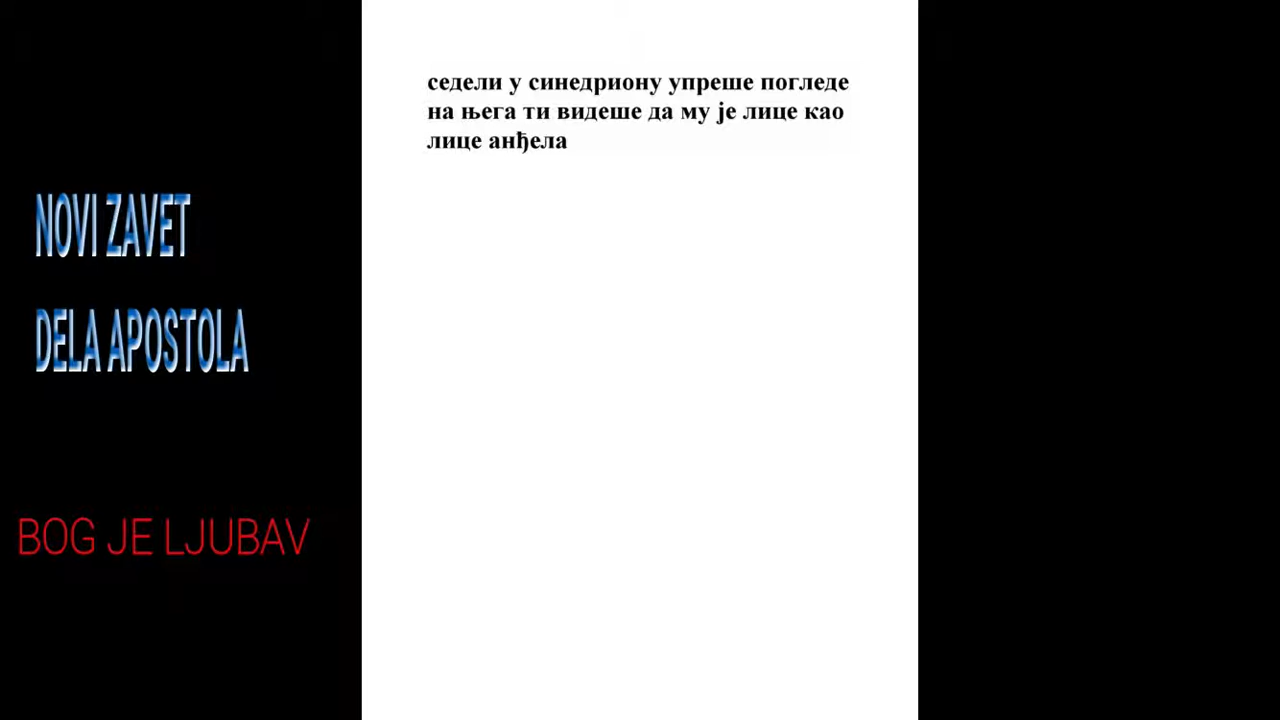 NOVI ZAVET
DELA APOSTOLA
BOG JE LJUBAV
седели у синедриону упреше погледе
на њега ти видеше да му је лице као
лице анђела